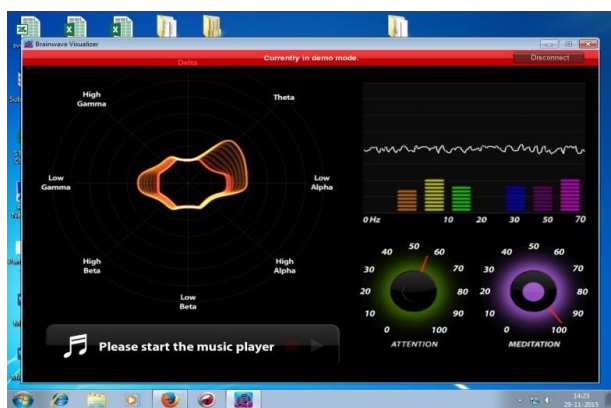 Brainwave Visualizer
Currently in demo mode.
Disconnect
Delta
High
Gamma
Theta
Low
Gamma
Low
Alpha
High
Beta
High
Alpha
Low
Beta
0 Hz 10 20 30 50 70
0 10 20 30 40 50 60 70 80 90 100
ATTENTION
0 10 20 30 40 50 60 70 80 90 100
MEDITATION
Please start the music player
14:23
29-11-2015